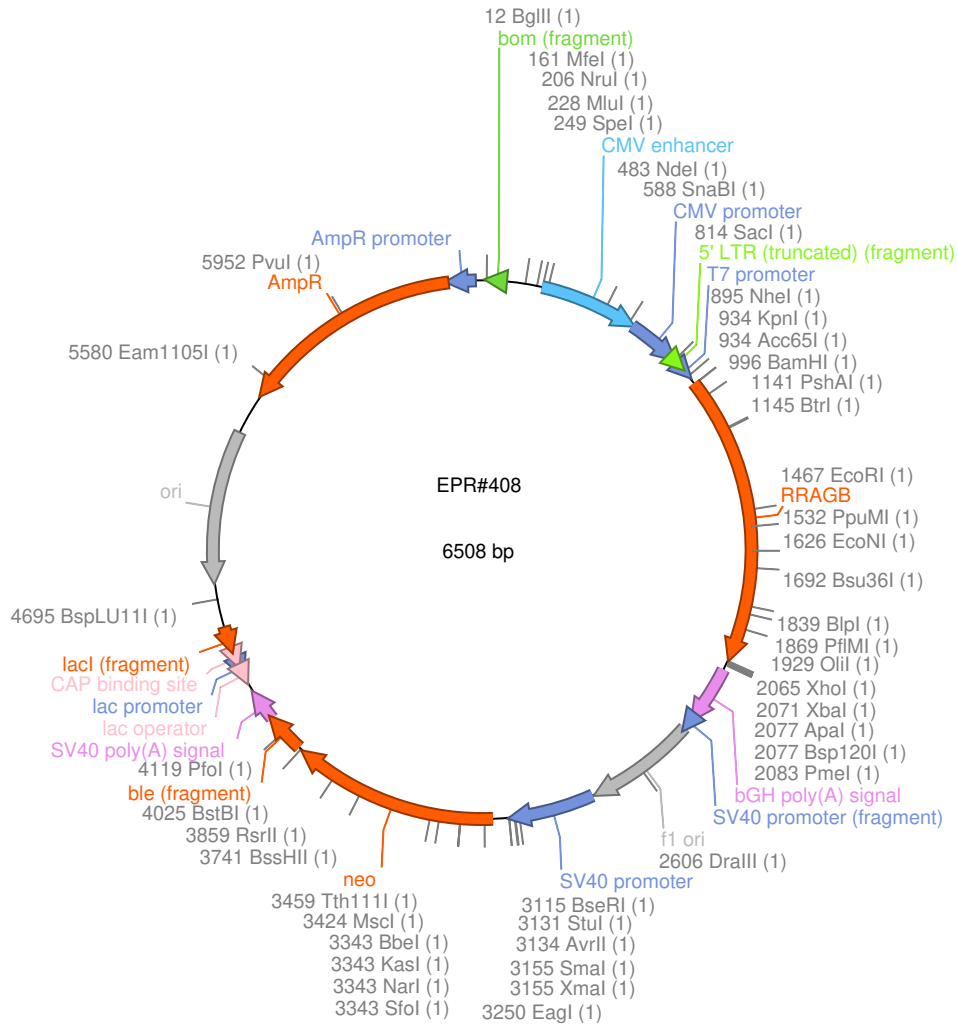 12 BglII (1)
bom (fragment)
161 MfeI (1)
206 NruI (1)
228 MluI (1)
249 SpeI (1)
CMV enhancer
483 NdeI (1)
588 SnaBI (1)
CMV promoter
814 SacI (1)
5' LTR (truncated) (fragment)
T7 promoter
895 NheI (1)
934 KpnI (1)
934 Acc65I (1)
996 BamHI (1)
1141 PshAI (1)
1145 BtrI (1)
1467 EcoRI (1)
RRAGB
1532 PpuMI (1)
1626 EcoNI (1)
1692 Bsu36I (1)
1839 BlpI (1)
1869 PflMI (1)
1929 OliI (1)
2065 XhoI (1)
2071 XbaI (1)
2077 ApaI (1)
2077 Bsp120I (1)
2083 PmeI (1)
bGH poly(A) signal
SV40 promoter (fragment)
f1 ori
2606 DraIII (1)
SV40 promoter
3115 BseRI (1)
3131 StuI (1)
3134 AvrII (1)
3155 SmaI (1)
3155 XmaI (1)
3250 EagI (1)
3343 SfoI (1)
3343 NarI (1)
3343 KasI (1)
3343 BbeI (1)
3424 MscI (1)
3459 Tth111I (1)
neo
3741 BssHII (1)
3859 RsrII (1)
4025 BstBI (1)
ble (fragment)
4119 PfoI (1)
SV40 poly(A) signal
lac operator
lac promoter
CAP binding site
lacI (fragment)
4695 BspLU11I (1)
ori
5580 Eam1105I (1)
AmpR
5952 PvuI (1)
AmpR promoter
EPR#408
6508 bp